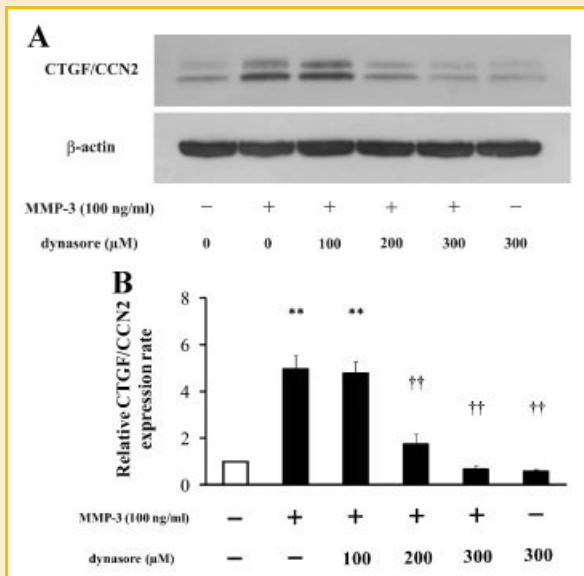 A
CTGF/CCN2
β-actin
MMP-3 (100 ng/ml) − + + + + −
dynasore (μM) 0 0 100 200 300 300
B
Relative CTGF/CCN2
expression rate
8
6
4
2
0
** ** †† †† ††
MMP-3 (100 ng/ml) − + + + + −
dynasore (μM) − − 100 200 300 300